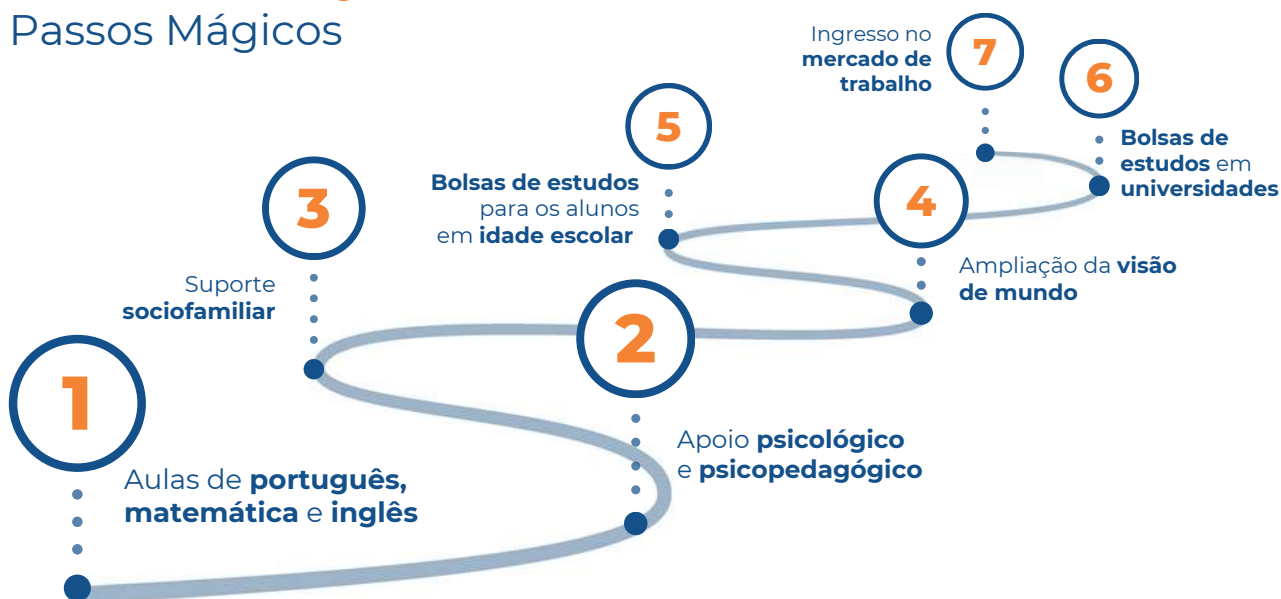 Passos Mágicos
1
Aulas de português,
matemática e inglês
2
Apoio psicológico
e psicopedagógico
3
Suporte
sociofamiliar
4
Ampliação da visão
de mundo
5
Bolsas de estudos
para os alunos
em idade escolar
6
Bolsas de
estudos em
universidades
7
Ingresso no
mercado de
trabalho